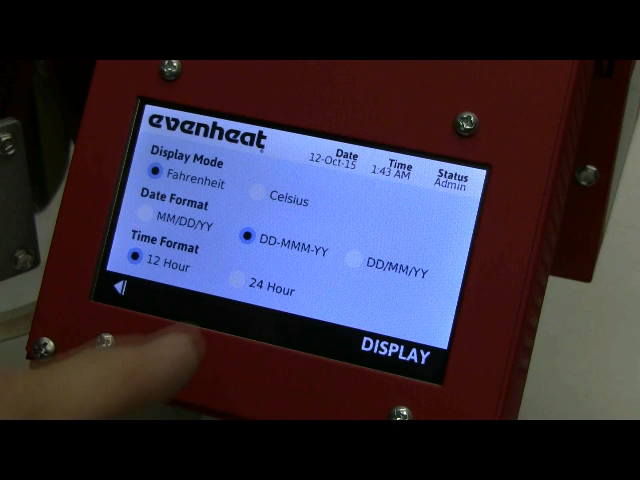 evenheat
Date Time Status
12-Oct-15 1:43 AM Admin
Display Mode
Fahrenheit Celsius
Date Format
MM/DD/YY DD-MMM-YY DD/MM/YY
Time Format
12 Hour 24 Hour
DISPLAY